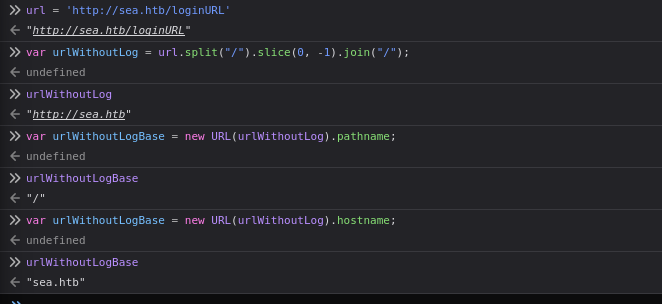 url = 'http://sea.htb/loginURL'
"http://sea.htb/loginURL"
var urlWithoutLog = url.split("/").slice(0, -1).join("/");
undefined
urlWithoutLog
"http://sea.htb"
var urlWithoutLogBase = new URL(urlWithoutLog).pathname;
undefined
urlWithoutLogBase
"/"
var urlWithoutLogBase = new URL(urlWithoutLog).hostname;
undefined
urlWithoutLogBase
"sea.htb"